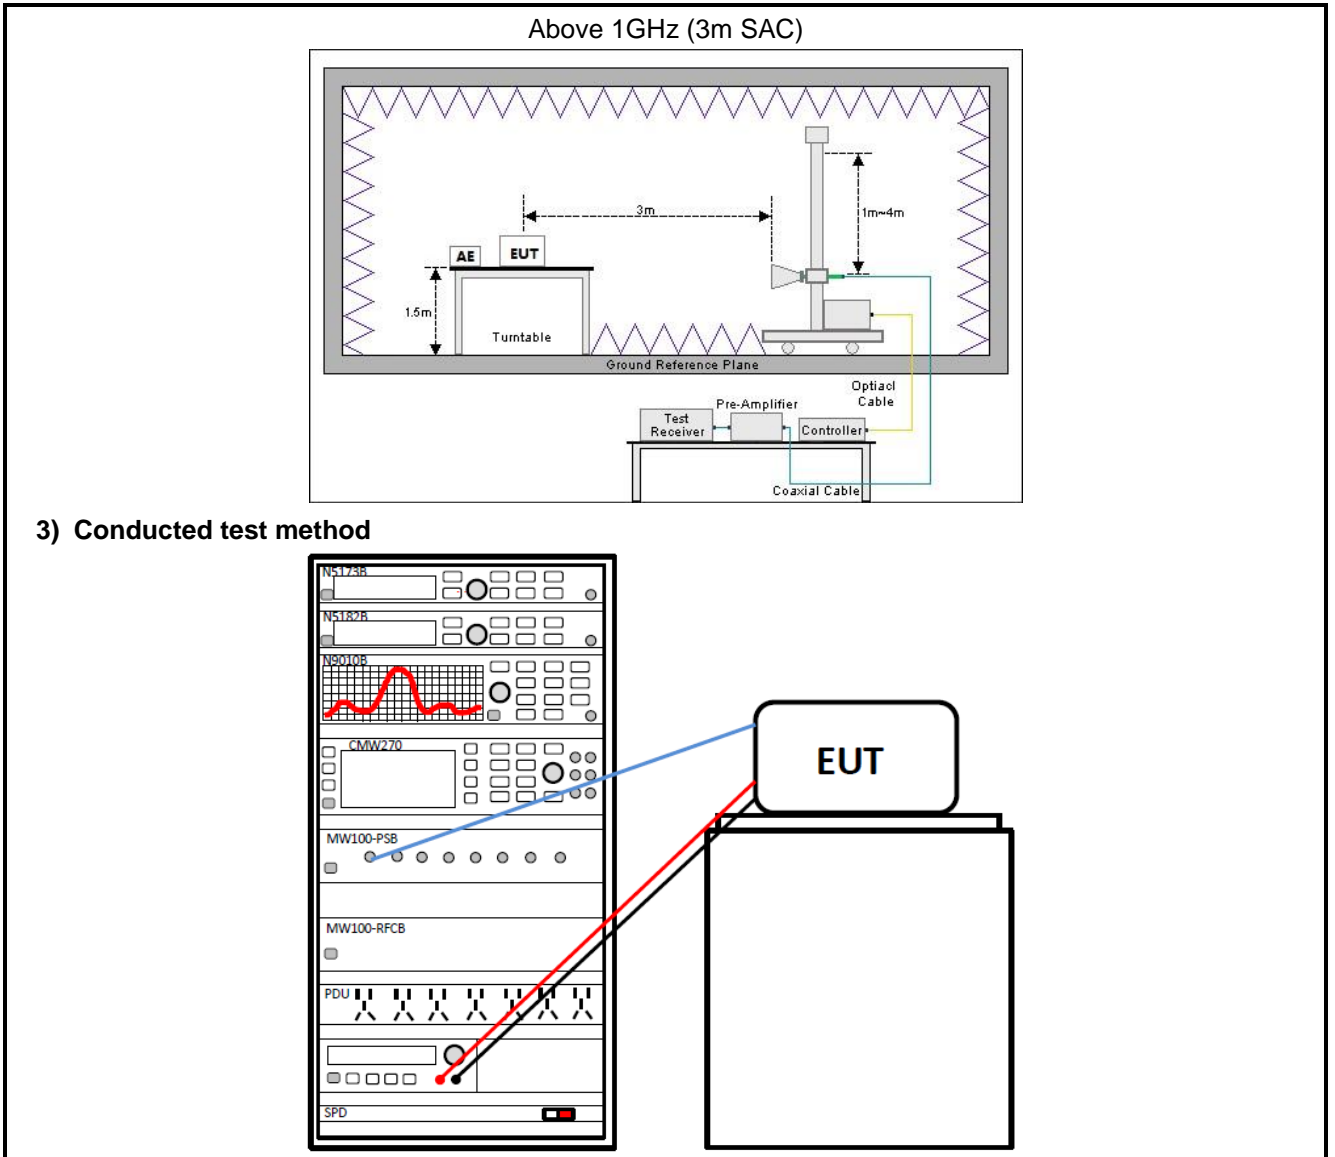 Above 1GHz (3m SAC)
3m
1m~4m
AE
EUT
1.5m
Turntable
Ground Reference Plane
Optiacl
Cable
Pre-Amplifier
Test
Receiver
Controller
Coaxial Cable
3) Conducted test method
N5173B
N5182B
N9010B
CMW270
EUT
MW100-PSB
MW100-RFCB
PDU
SPD